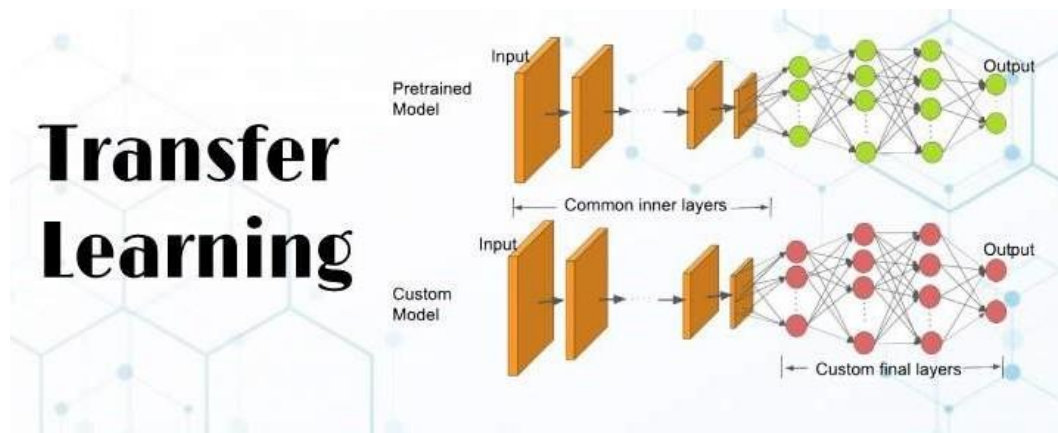 Transfer
Learning
Pretrained
Model
Input
Output
Common inner layers
Custom
Model
Input
Output
Custom final layers